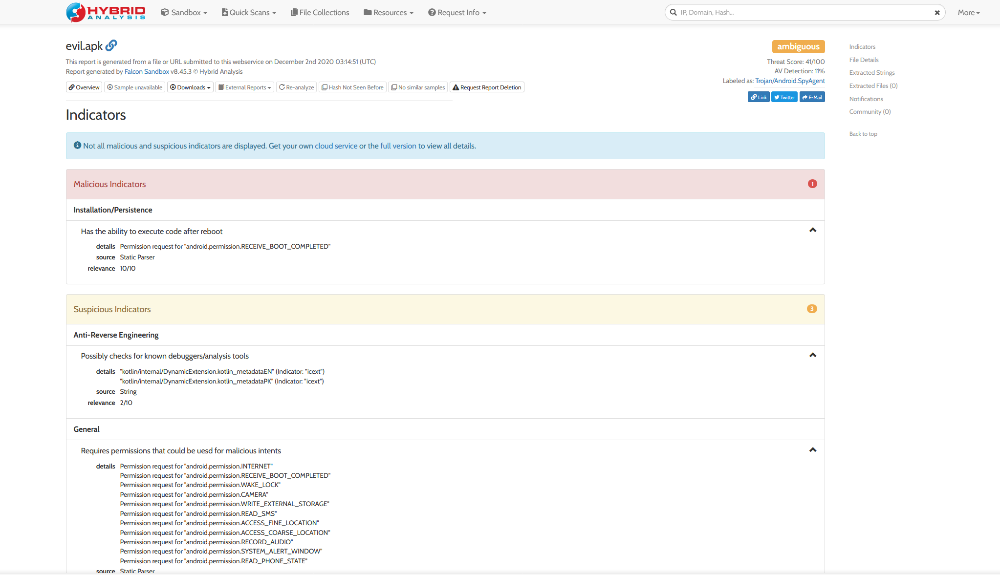 HYBRID ANALYSIS
Sandbox
Quick Scans
File Collections
Resources
Request Info
IP, Domain, Hash...
More
evil.apk
ambiguous
This report is generated from a file or URL submitted to this webservice on December 2nd 2020 03:14:51 (UTC)
Report generated by Falcon Sandbox v8.45.3 © Hybrid Analysis
Threat Score: 41/100
AV Detection: 11%
Labeled as: Trojan/Android.SpyAgent
Overview
Sample unavailable
Downloads
External Reports
Re-analyze
Hash Not Seen Before
No similar samples
Request Report Deletion
Link
Twitter
E-Mail
Indicators
File Details
Extracted Strings
Extracted Files (0)
Notifications
Community (0)
Back to top
Indicators
Not all malicious and suspicious indicators are displayed. Get your own cloud service or the full version to view all details.
Malicious Indicators 1
Installation/Persistence
Has the ability to execute code after reboot
details Permission request for "android.permission.RECEIVE_BOOT_COMPLETED"
source Static Parser
relevance 10/10
Suspicious Indicators 3
Anti-Reverse Engineering
Possibly checks for known debuggers/analysis tools
details "kotlin/internal/DynamicExtension.kotlin_metadataEN" (Indicator: "icext")
"kotlin/internal/DynamicExtension.kotlin_metadataPK" (Indicator: "icext")
source String
relevance 2/10
General
Requires permissions that could be uesd for malicious intents
details Permission request for "android.permission.INTERNET"
Permission request for "android.permission.RECEIVE_BOOT_COMPLETED"
Permission request for "android.permission.WAKE_LOCK"
Permission request for "android.permission.CAMERA"
Permission request for "android.permission.WRITE_EXTERNAL_STORAGE"
Permission request for "android.permission.READ_SMS"
Permission request for "android.permission.ACCESS_FINE_LOCATION"
Permission request for "android.permission.ACCESS_COARSE_LOCATION"
Permission request for "android.permission.RECORD_AUDIO"
Permission request for "android.permission.SYSTEM_ALERT_WINDOW"
Permission request for "android.permission.READ_PHONE_STATE"
source Static Parser